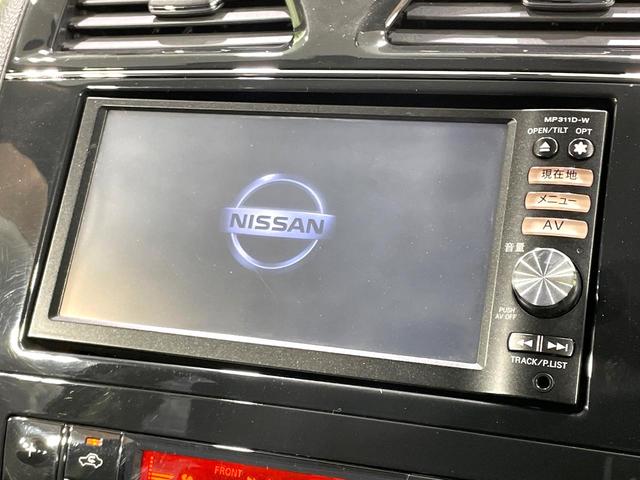 MP311D-W
OPEN/TILT OPT
現在地
メニュー
AV
音量
NISSAN
PUSH
AV OFF
TRACK/P.LIST
FRONT